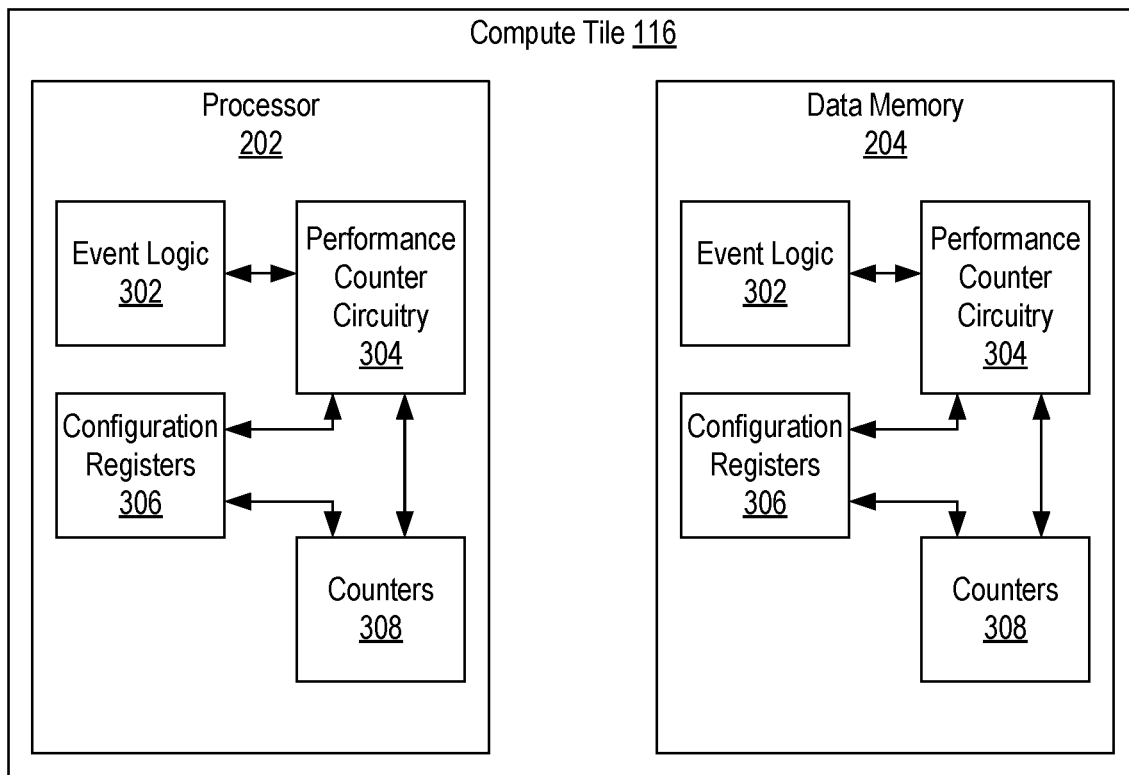 Compute Tile 116
Processor
202
Event Logic
302
Performance
Counter
Circuitry
304
Configuration
Registers
306
Counters
308
Data Memory
204
Event Logic
302
Performance
Counter
Circuitry
304
Configuration
Registers
306
Counters
308